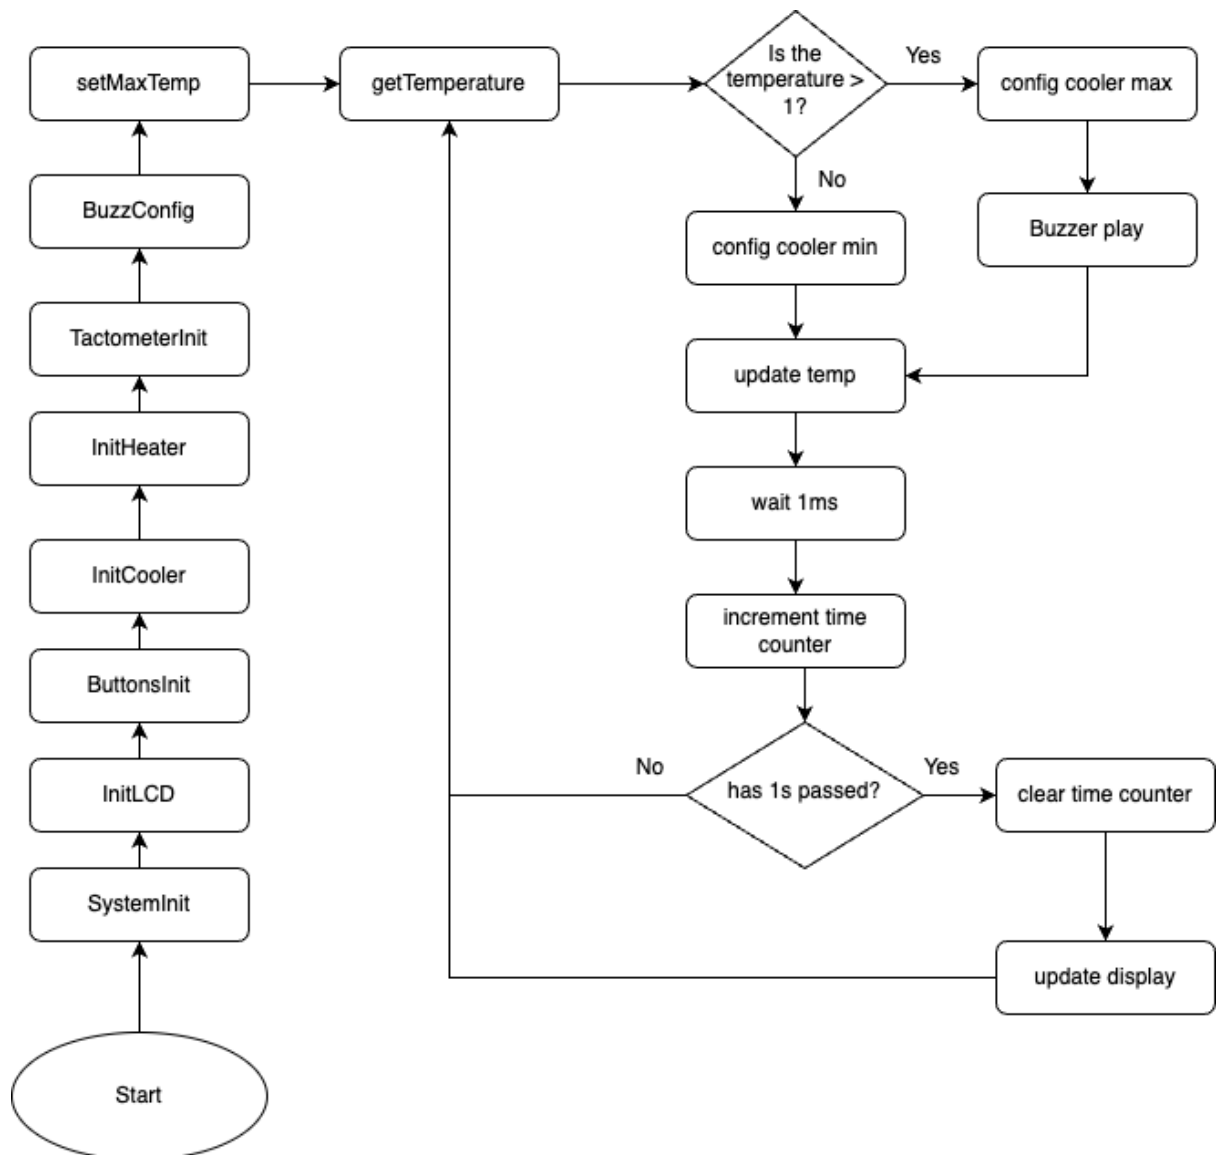 setMaxTemp
getTemperature
Is the
temperature >
1?
Yes
config cooler max
BuzzConfig
No
config cooler min
Buzzer play
TactometerInit
update temp
InitHeater
wait 1ms
InitCooler
increment time
counter
ButtonsInit
No
has 1s passed?
Yes
clear time counter
InitLCD
SystemInit
update display
Start